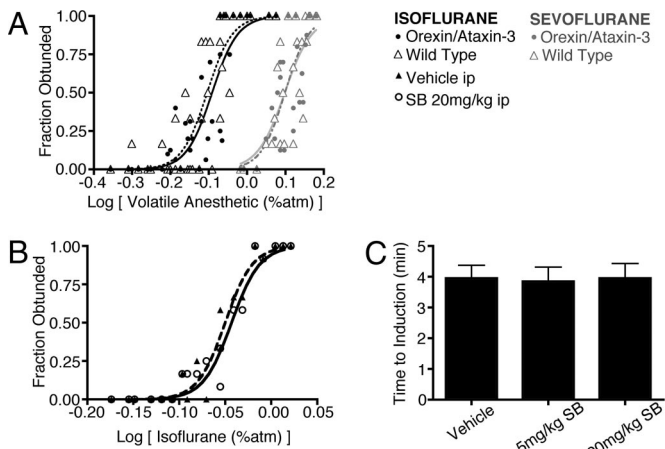 A
Fraction Obtunded
1.00
0.75
0.50
0.25
0.00
-0.4 -0.3 -0.2 -0.1 0.0 0.1 0.2
Log [ Volatile Anesthetic (%atm) ]
ISOFLURANE
Orexin/Ataxin-3
Wild Type
Vehicle ip
SB 20mg/kg ip
SEVOFLURANE
Orexin/Ataxin-3
Wild Type
B
Fraction Obtunded
1.00
0.75
0.50
0.25
0.00
-0.20 -0.15 -0.10 -0.05 0.00 0.05
Log [ Isoflurane (%atm) ]
C
Time to Induction (min)
5
4
3
2
1
0
Vehicle
5mg/kg SB
20mg/kg SB